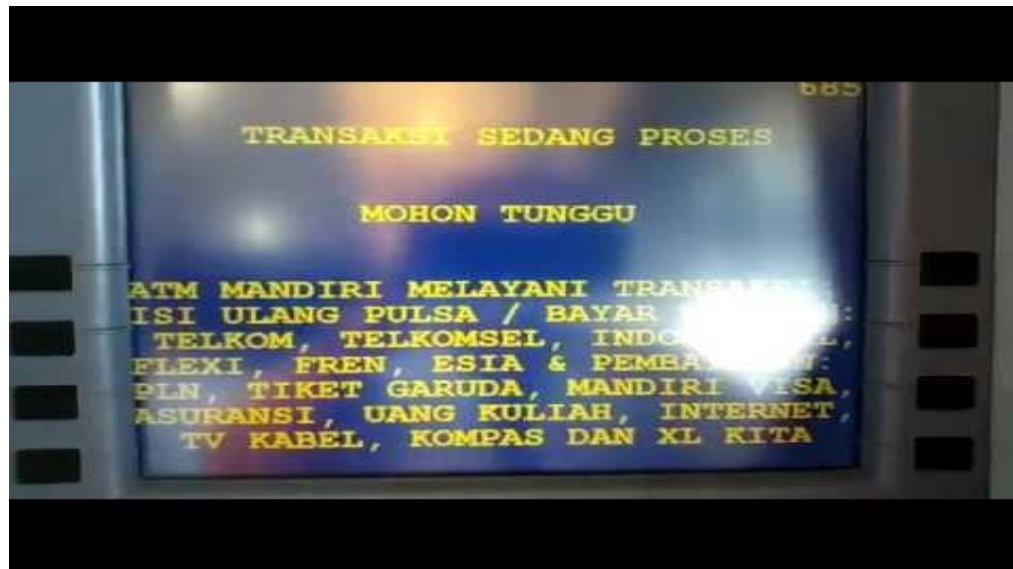 685
TRANSAKSI SEDANG PROSES
MOHON TUNGGU
ATM MANDIRI MELAYANI
ISI ULANG PULSA / BAYAR
TELKOM, TELKOMSEL,
FLEXI, FREN, ESIA &
PLN, TIKET GARUDA, MANDIRI VISA,
ASURANSI, UANG KULIAH, INTERNET,
TV KABEL, KOMPAS DAN XL KITA